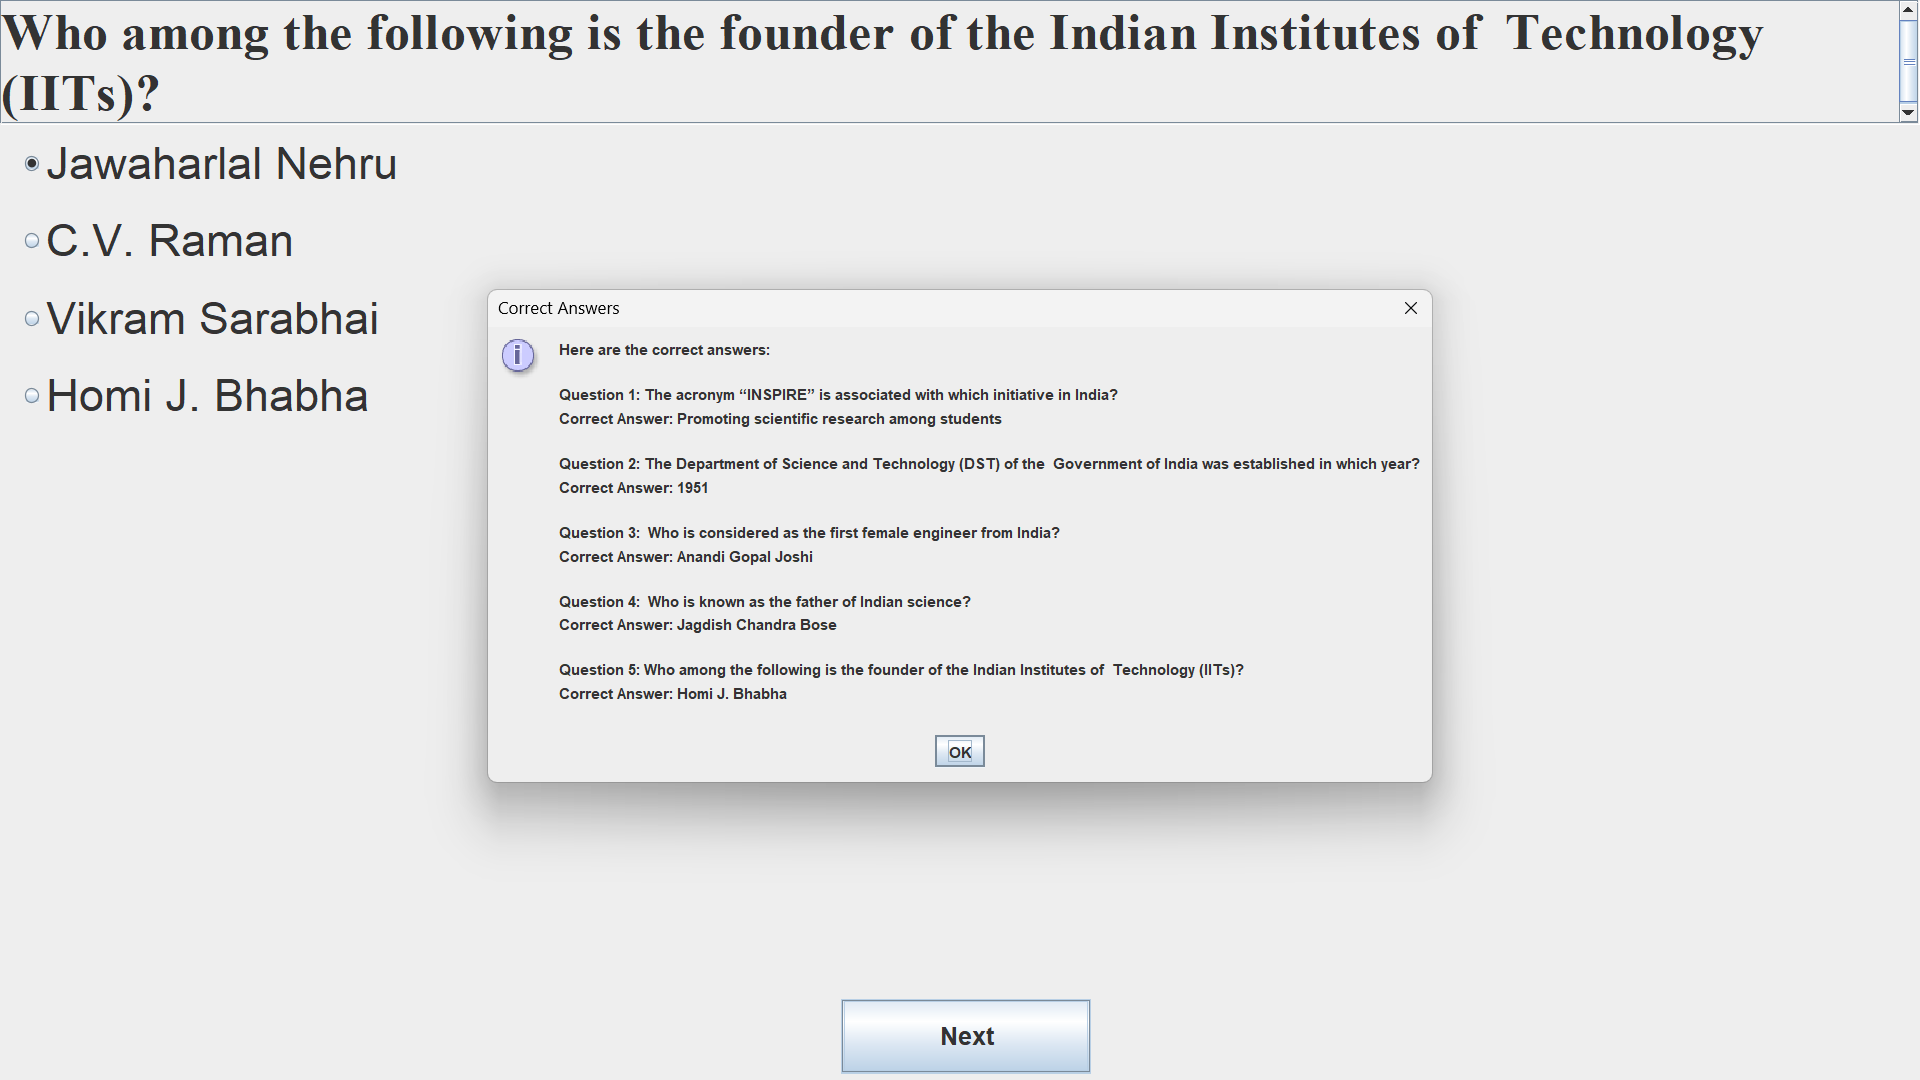 Who among the following is the founder of the Indian Institutes of  Technology
(IITs)?
Jawaharlal Nehru
C.V. Raman
Vikram Sarabhai
Homi J. Bhabha
Correct Answers
Here are the correct answers:
Question 1: The acronym “INSPIRE” is associated with which initiative in India?
Correct Answer: Promoting scientific research among students
Question 2: The Department of Science and Technology (DST) of the  Government of India was established in which year?
Correct Answer: 1951
Question 3:  Who is considered as the first female engineer from India?
Correct Answer: Anandi Gopal Joshi
Question 4:  Who is known as the father of Indian science?
Correct Answer: Jagdish Chandra Bose
Question 5: Who among the following is the founder of the Indian Institutes of  Technology (IITs)?
Correct Answer: Homi J. Bhabha
OK
Next